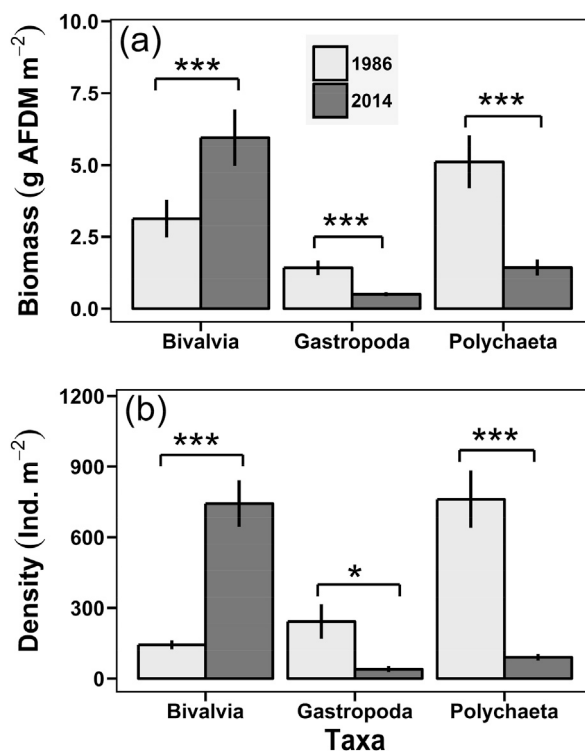 Biomass (g AFDM m⁻²)
10.0
7.5
5.0
2.5
0.0
(a)
***
***
***
1986
2014
Bivalvia Gastropoda Polychaeta
Density (Ind. m⁻²)
1200
900
600
300
0
(b)
***
*
***
Bivalvia Gastropoda Polychaeta
Taxa